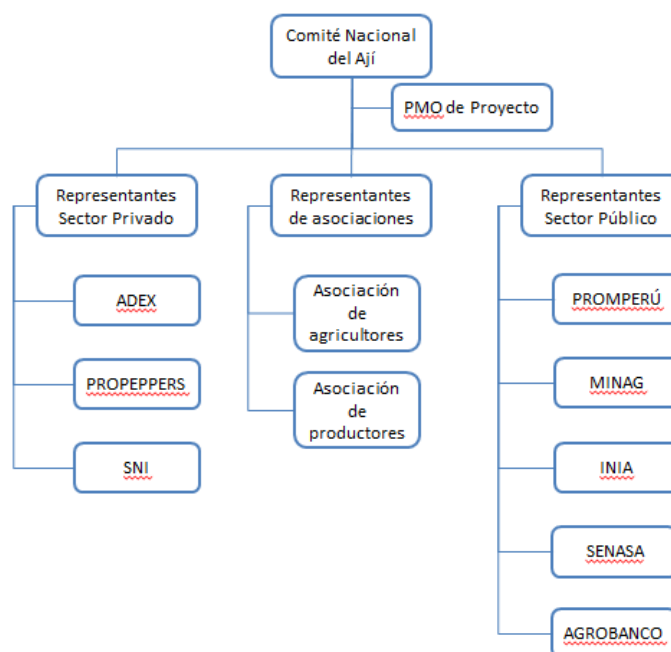 Comité Nacional
del Ají
PMO de Proyecto
Representantes
Sector Privado
Representantes
de asociaciones
Representantes
Sector Público
ADEX
PROPEPPERS
SNI
Asociación
de
agricultores
Asociación
de
productores
PROMPERÚ
MINAG
INIA
SENASA
AGROBANCO